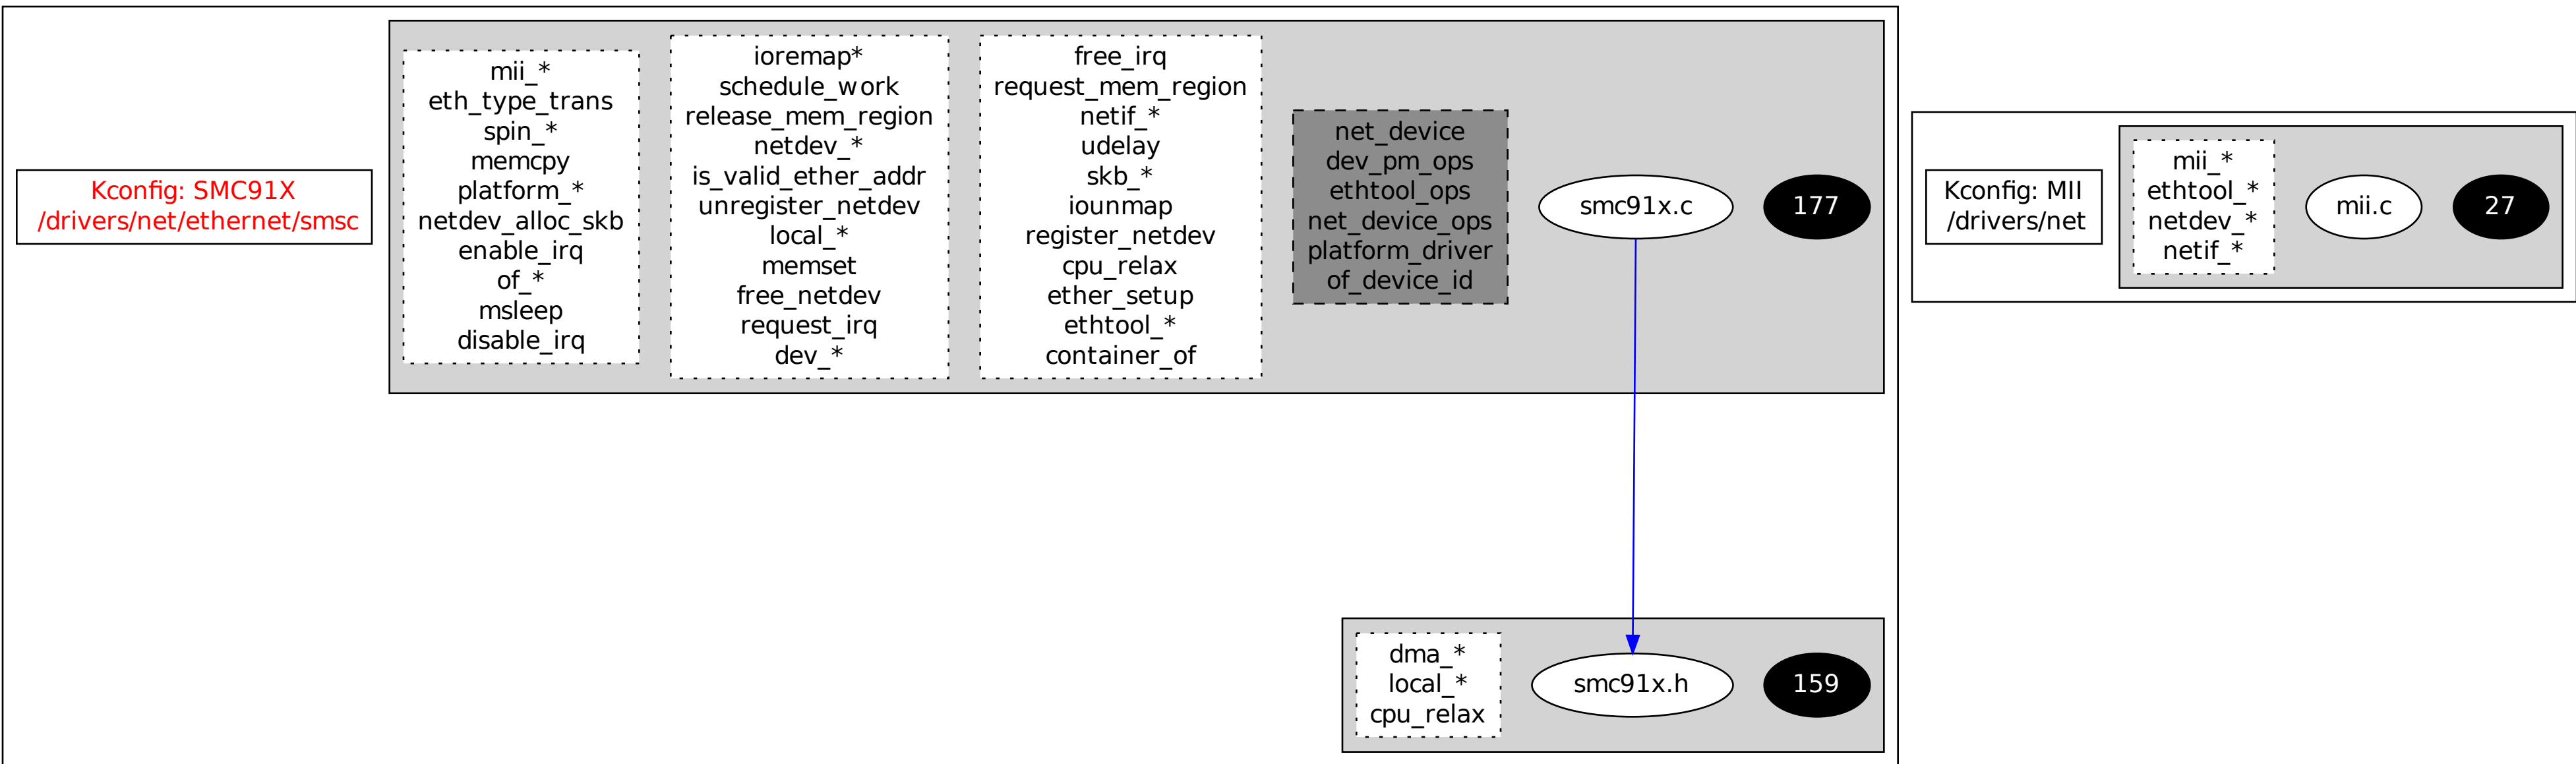 Kconfig: SMC91X
/drivers/net/ethernet/smsc
mii_*
eth_type_trans
spin_*
memcpy
platform_*
netdev_alloc_skb
enable_irq
of_*
msleep
disable_irq
ioremap*
schedule_work
release_mem_region
netdev_*
is_valid_ether_addr
unregister_netdev
local_*
memset
free_netdev
request_irq
dev_*
free_irq
request_mem_region
netif_*
udelay
skb_*
iounmap
register_netdev
cpu_relax
ether_setup
ethtool_*
container_of
net_device
dev_pm_ops
ethtool_ops
net_device_ops
platform_driver
of_device_id
smc91x.c
177
dma_*
local_*
cpu_relax
smc91x.h
159
Kconfig: MII
/drivers/net
mii_*
ethtool_*
netdev_*
netif_*
mii.c
27